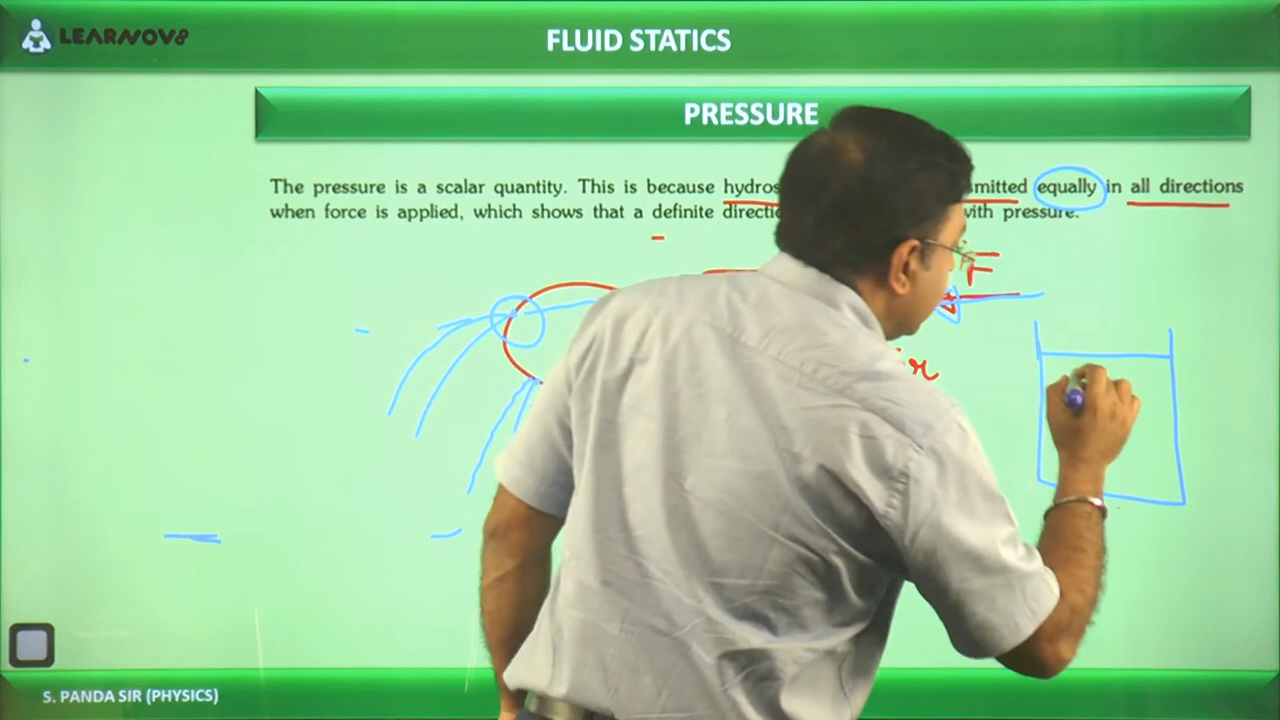 LEARNOV8
FLUID STATICS
PRESSURE
The pressure is a scalar quantity. This is because hydros smitted equally in all directions
when force is applied, which shows that a definite directi with pressure.
F
ir
S. PANDA SIR (PHYSICS)